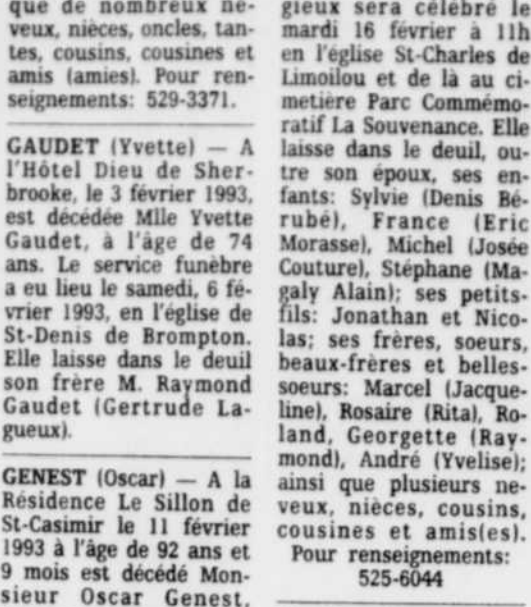 que de nombreux ne-
veux, nièces, oncles, tan-
tes, cousins, cousines et
amis (amies). Pour ren-
seignements: 529-3371.
GAUDET (Yvette) — A
l'Hôtel Dieu de Sher-
brooke, le 3 février 1993,
est décédée Mlle Yvette
Gaudet, à l'âge de 74
ans. Le service funèbre
a eu lieu le samedi, 6 fé-
vrier 1993, en l'église de
St-Denis de Brompton.
Elle laisse dans le deuil
son frère M. Raymond
Gaudet (Gertrude La-
gueux).
GENEST (Oscar) — A la
Résidence Le Sillon de
St-Casimir le 11 février
1993 à l'âge de 92 ans et
9 mois est décédé Mon-
sieur Oscar Genest,
gieux sera célébré le
mardi 16 février à 11h
en l'église St-Charles de
Limoilou et de là au ci-
metière Parc Commémo-
ratif La Souvenance. Elle
laisse dans le deuil, ou-
tre son époux, ses en-
fants: Sylvie (Denis Bé-
rubé), France (Eric
Morasse), Michel (Josée
Couture), Stéphane (Ma-
galy Alain); ses petits-
fils: Jonathan et Nico-
las; ses frères, soeurs,
beaux-frères et belles-
soeurs: Marcel (Jacque-
line), Rosaire (Rita), Ro-
land, Georgette (Ray-
mond), André (Yvelise);
ainsi que plusieurs ne-
veux, nièces, cousins,
cousines et amis(es).
Pour renseignements:
525-6044